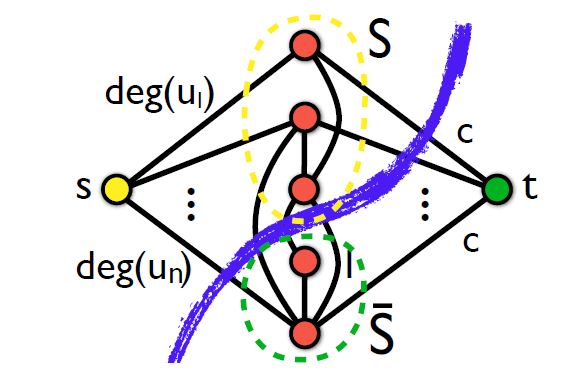 S
deg(u₁)
c
s
⋮
⋮
t
c
deg(uₙ)
1
S̄